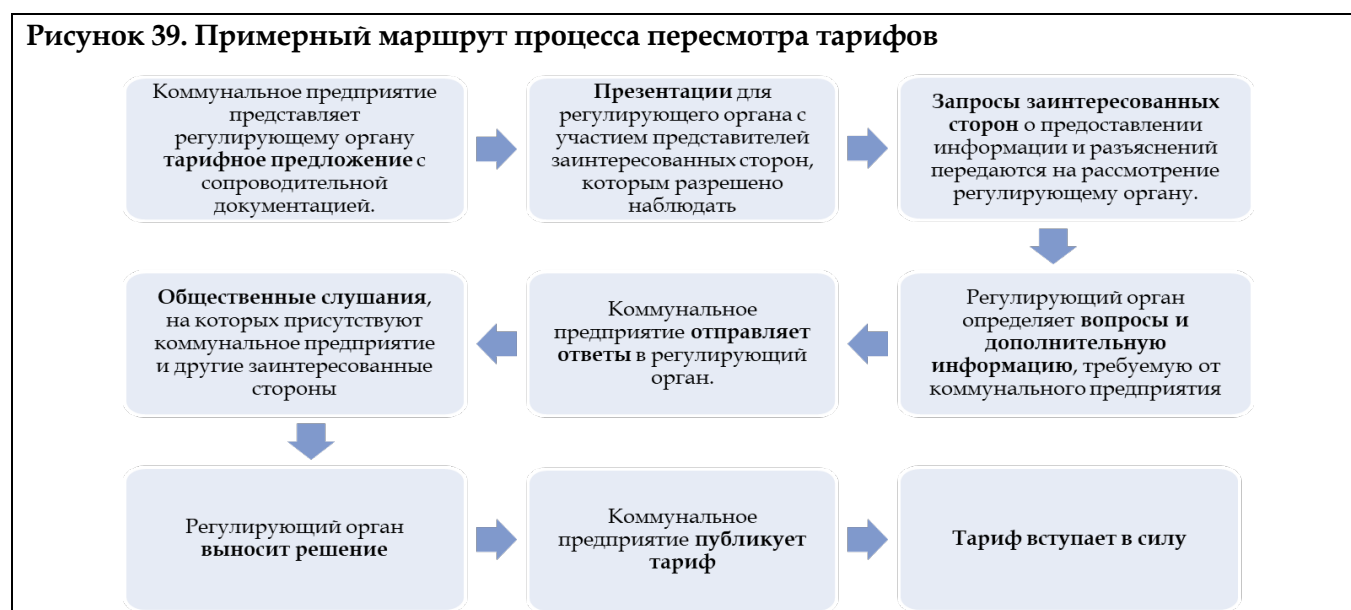 Рисунок 39. Примерный маршрут процесса пересмотра тарифов
Коммунальное предприятие
представляет
регулирующему органу
тарифное предложение с
сопроводительной
документацией.
Презентации для
регулирующего органа с
участием представителей
заинтересованных сторон,
которым разрешено
наблюдать
Запросы заинтересованных
сторон о предоставлении
информации и разъяснений
передаются на рассмотрение
регулирующему органу.
Регулирующий орган
определяет вопросы и
дополнительную
информацию, требуемую от
коммунального предприятия
Коммунальное
предприятие отправляет
ответы в регулирующий
орган.
Общественные слушания,
на которых присутствуют
коммунальное предприятие
и другие заинтересованные
стороны
Регулирующий орган
выносит решение
Коммунальное
предприятие публикует
тариф
Тариф вступает в силу